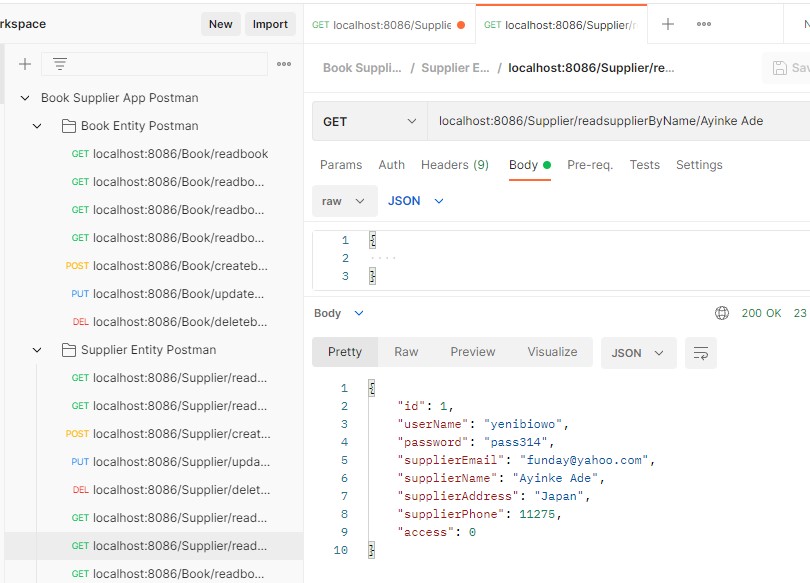 rkspace
New
Import
GET localhost:8086/Supplie
GET localhost:8086/Supplier/r
Book Suppli... / Supplier E... / localhost:8086/Supplier/re...
Sav
Book Supplier App Postman
GET
localhost:8086/Supplier/readsupplierByName/Ayinke Ade
Book Entity Postman
GET localhost:8086/Book/readbook
GET localhost:8086/Book/readbo...
GET localhost:8086/Book/readbo...
GET localhost:8086/Book/readbo...
POST localhost:8086/Book/createb...
PUT localhost:8086/Book/update...
DEL localhost:8086/Book/deleteb...
Supplier Entity Postman
GET localhost:8086/Supplier/read...
GET localhost:8086/Supplier/read...
POST localhost:8086/Supplier/creat...
PUT localhost:8086/Supplier/upda...
DEL localhost:8086/Supplier/delet...
GET localhost:8086/Supplier/read...
GET localhost:8086/Supplier/read...
GET localhost:8086/Book/readbo...
Params Auth Headers (9) Body Pre-req. Tests Settings
raw JSON
1 {
2 ....
3 }
Body
200 OK 23
Pretty Raw Preview Visualize JSON
1 {
2 "id": 1,
3 "userName": "yenibiowo",
4 "password": "pass314",
5 "supplierEmail": "funday@yahoo.com",
6 "supplierName": "Ayinke Ade",
7 "supplierAddress": "Japan",
8 "supplierPhone": 11275,
9 "access": 0
10 }